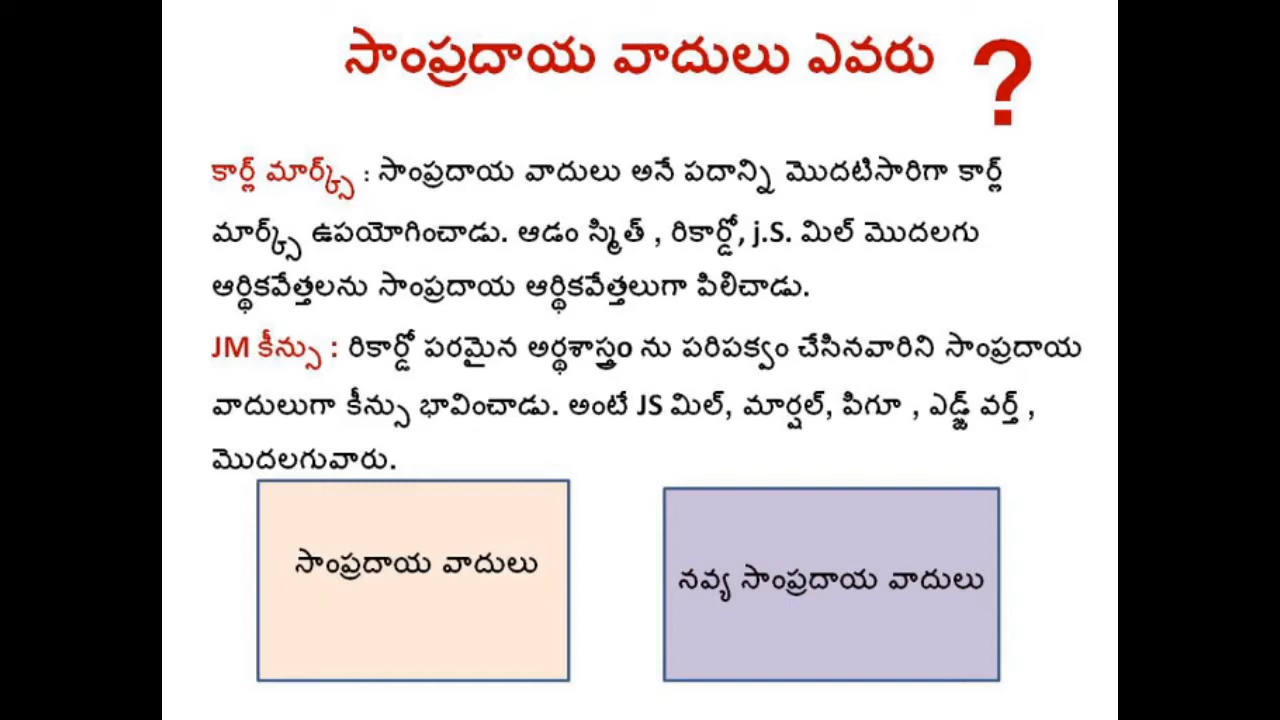 సాంప్రదాయ వాదులు ఎవరు ?
కార్ల్ మార్క్స్ : సాంప్రదాయ వాదులు అనే పదాన్ని మొదటిసారిగా కార్ల్
మార్క్స్ ఉపయోగించాడు. ఆడం స్మిత్ , రికార్డో, j.S. మిల్ మొదలగు
ఆర్థికవేత్తలను సాంప్రదాయ ఆర్థికవేత్తలుగా పిలిచాడు.
JM కీన్సు : రికార్డో పరమైన అర్థశాస్త్రం ను పరిపక్వం చేసినవారిని సాంప్రదాయ
వాదులుగా కీన్సు భావించాడు. అంటే JS మిల్, మార్షల్, పిగూ , ఎడ్జ్ వర్త్ ,
మొదలగువారు.
సాంప్రదాయ వాదులు
నవ్య సాంప్రదాయ వాదులు